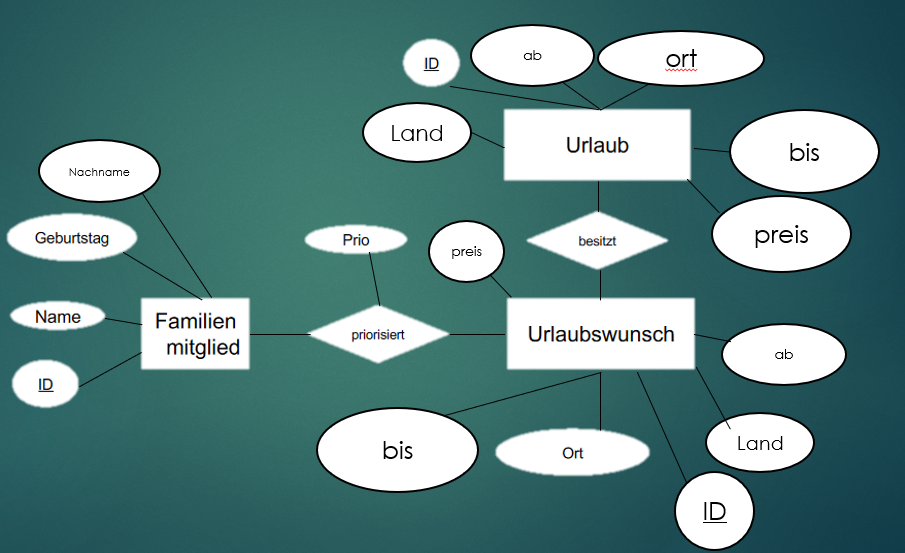 ID
ab
ort
Land
Urlaub
bis
Nachname
Geburtstag
Prio
preis
besitzt
preis
Name
Familien
mitglied
priorisiert
Urlaubswunsch
ab
ID
bis
Ort
Land
ID